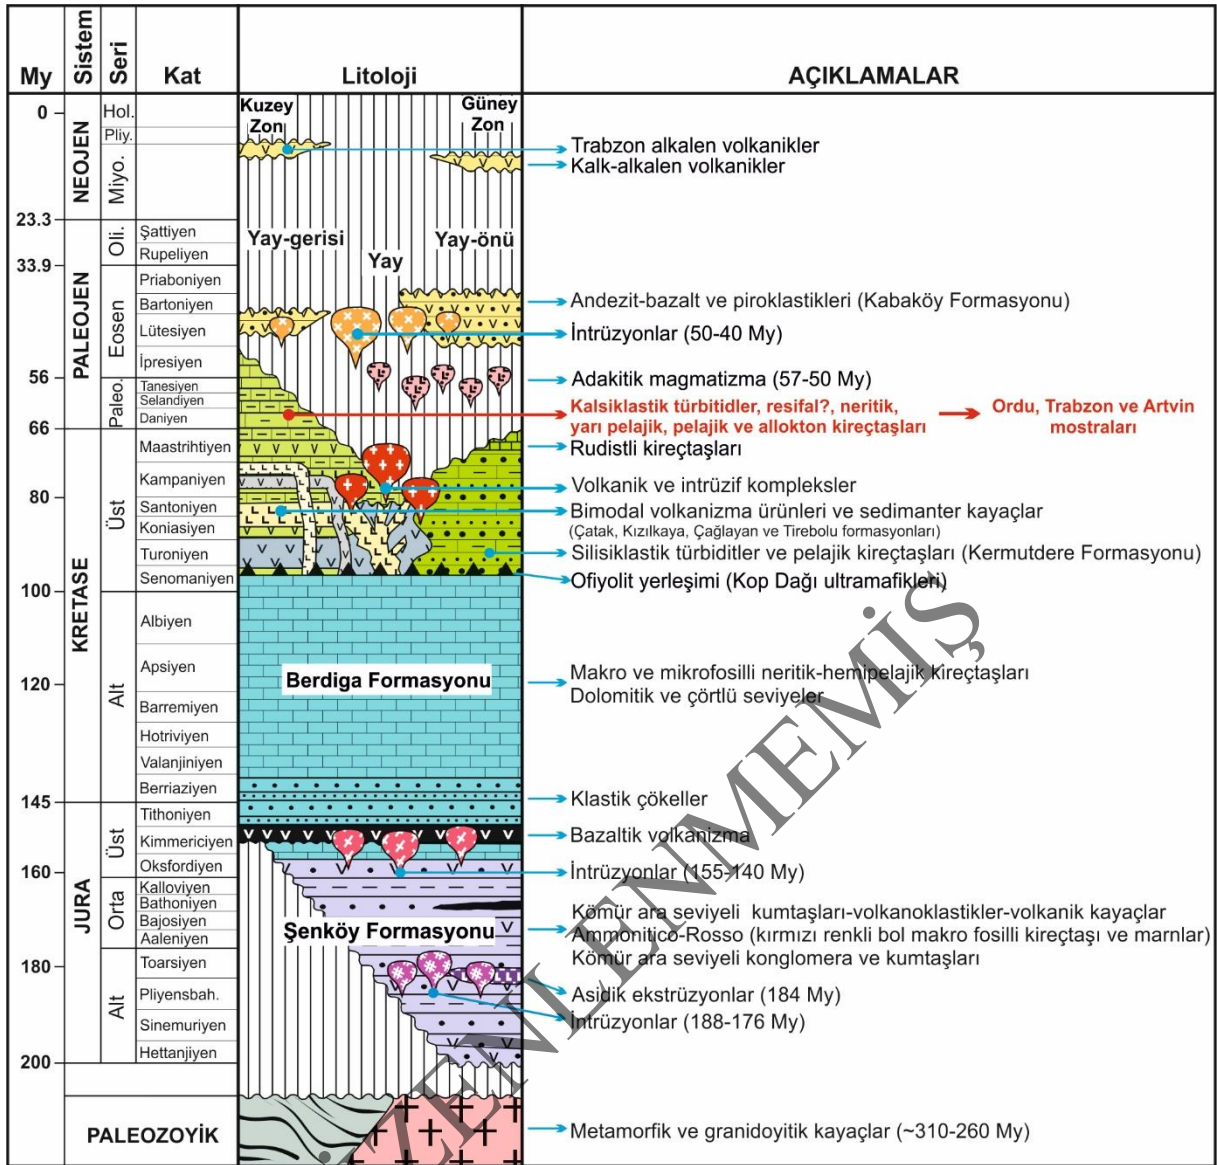 My
Sistem
Seri
Kat
Litoloji
AÇIKLAMALAR
0
23.3
33.9
56
66
80
100
120
145
160
180
200
NEOJEN
PALEOJEN
KRETASE
JURA
PALEOZOYİK
Hol.
Pliy.
Miyo.
Oli.
Eosen
Paleo.
Üst
Alt
Üst
Orta
Alt
Şattiyen
Rupeliyen
Priaboniyen
Bartoniyen
Lütesiyen
İpresiyen
Tanesiyen
Selandiyen
Daniyen
Maastrihtiyen
Kampaniyen
Santoniyen
Koniasiyen
Turoniyen
Senomaniyen
Albiyen
Apsiyen
Barremiyen
Hotriviyen
Valanjiniyen
Berriaziyen
Tithoniyen
Kimmericiyen
Oksfordiyen
Kalloviyen
Bathoniyen
Bajosiyen
Aaleniyen
Toarsiyen
Pliyensbah.
Sinemuriyen
Hettanjiyen
Kuzey
Zon
Güney
Zon
Yay-gerisi
Yay
Yay-önü
Berdiga Formasyonu
Şenköy Formasyonu
Trabzon alkalen volkanikler
Kalk-alkalen volkanikler
Andezit-bazalt ve piroklastikleri (Kabaköy Formasyonu)
İntrüzyonlar (50-40 My)
Adakitik magmatizma (57-50 My)
Kalsiklastik türbitidler, resifal?, neritik,
yarı pelajik, pelajik ve allokton kireçtaşları
Ordu, Trabzon ve Artvin
mostraları
Rudistli kireçtaşları
Volkanik ve intrüzif kompleksler
Bimodal volkanizma ürünleri ve sedimanter kayaçlar
(Çatak, Kızılkaya, Çağlayan ve Tirebolu formasyonları)
Silisiklastik türbiditler ve pelajik kireçtaşları (Kermutdere Formasyonu)
Ofiyolit yerleşimi (Kop Dağı ultramafikleri)
Makro ve mikrofosilli neritik-hemipelajik kireçtaşları
Dolomitik ve çörtlü seviyeler
Klastik çökeller
Bazaltik volkanizma
İntrüzyonlar (155-140 My)
Kömür ara seviyeli kumtaşları-volkanoklastikler-volkanik kayaçlar
Ammonitico-Rosso (kırmızı renkli bol makro fosilli kireçtaşı ve marnlar)
Kömür ara seviyeli konglomera ve kumtaşları
Asidik ekstrüzyonlar (184 My)
İntrüzyonlar (188-176 My)
Metamorfik ve granidoyitik kayaçlar (~310-260 My)
İZENLENMEMİŞ